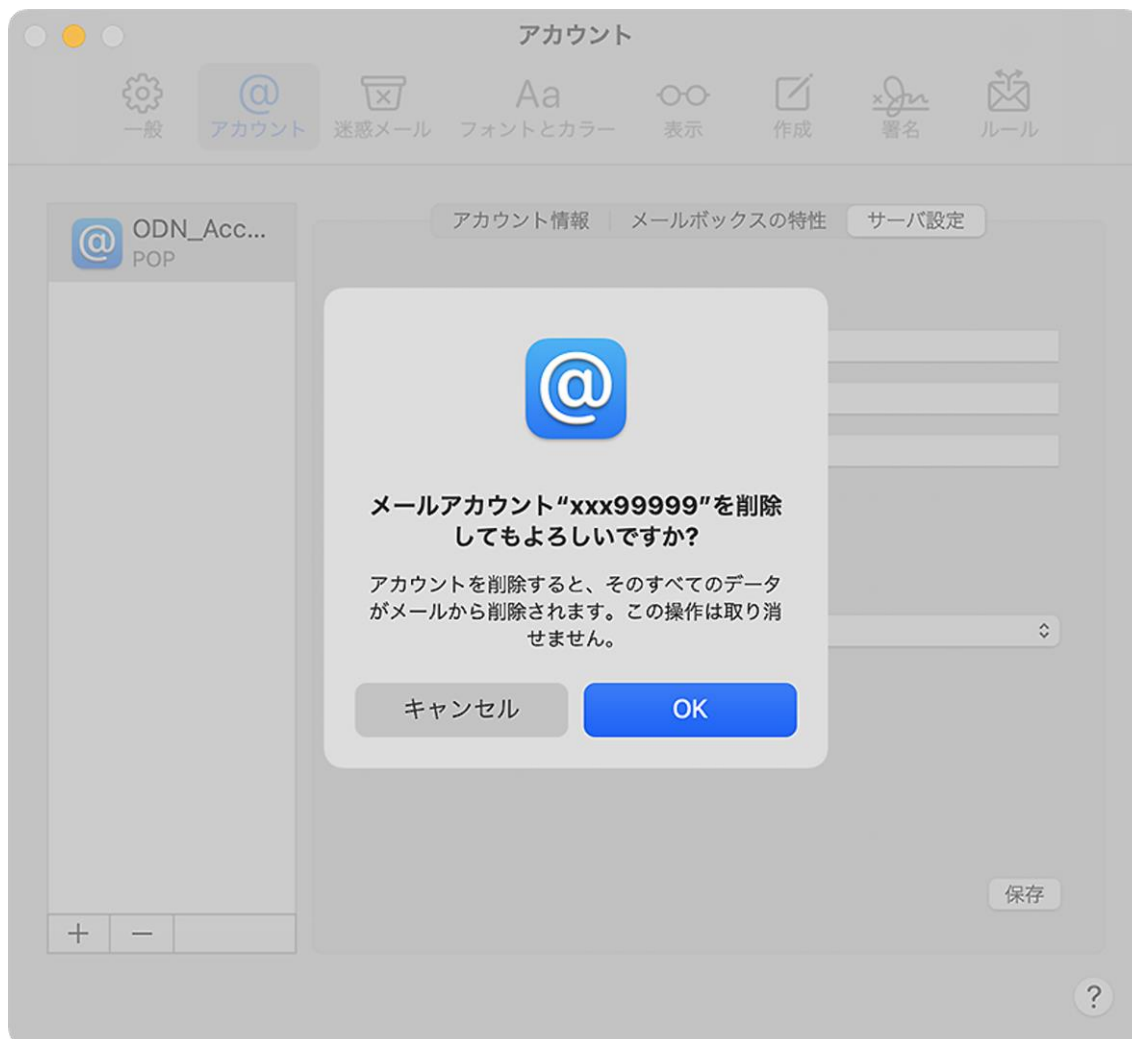 アカウント
一般
アカウント
迷惑メール
Aa
フォントとカラー
表示
作成
署名
ルール
ODN_Acc...
POP
アカウント情報
メールボックスの特性
サーバ設定
メールアカウント“xxx99999”を削除
してもよろしいですか?
アカウントを削除すると、そのすべてのデータ
がメールから削除されます。この操作は取り消
せません。
キャンセル
OK
保存
?